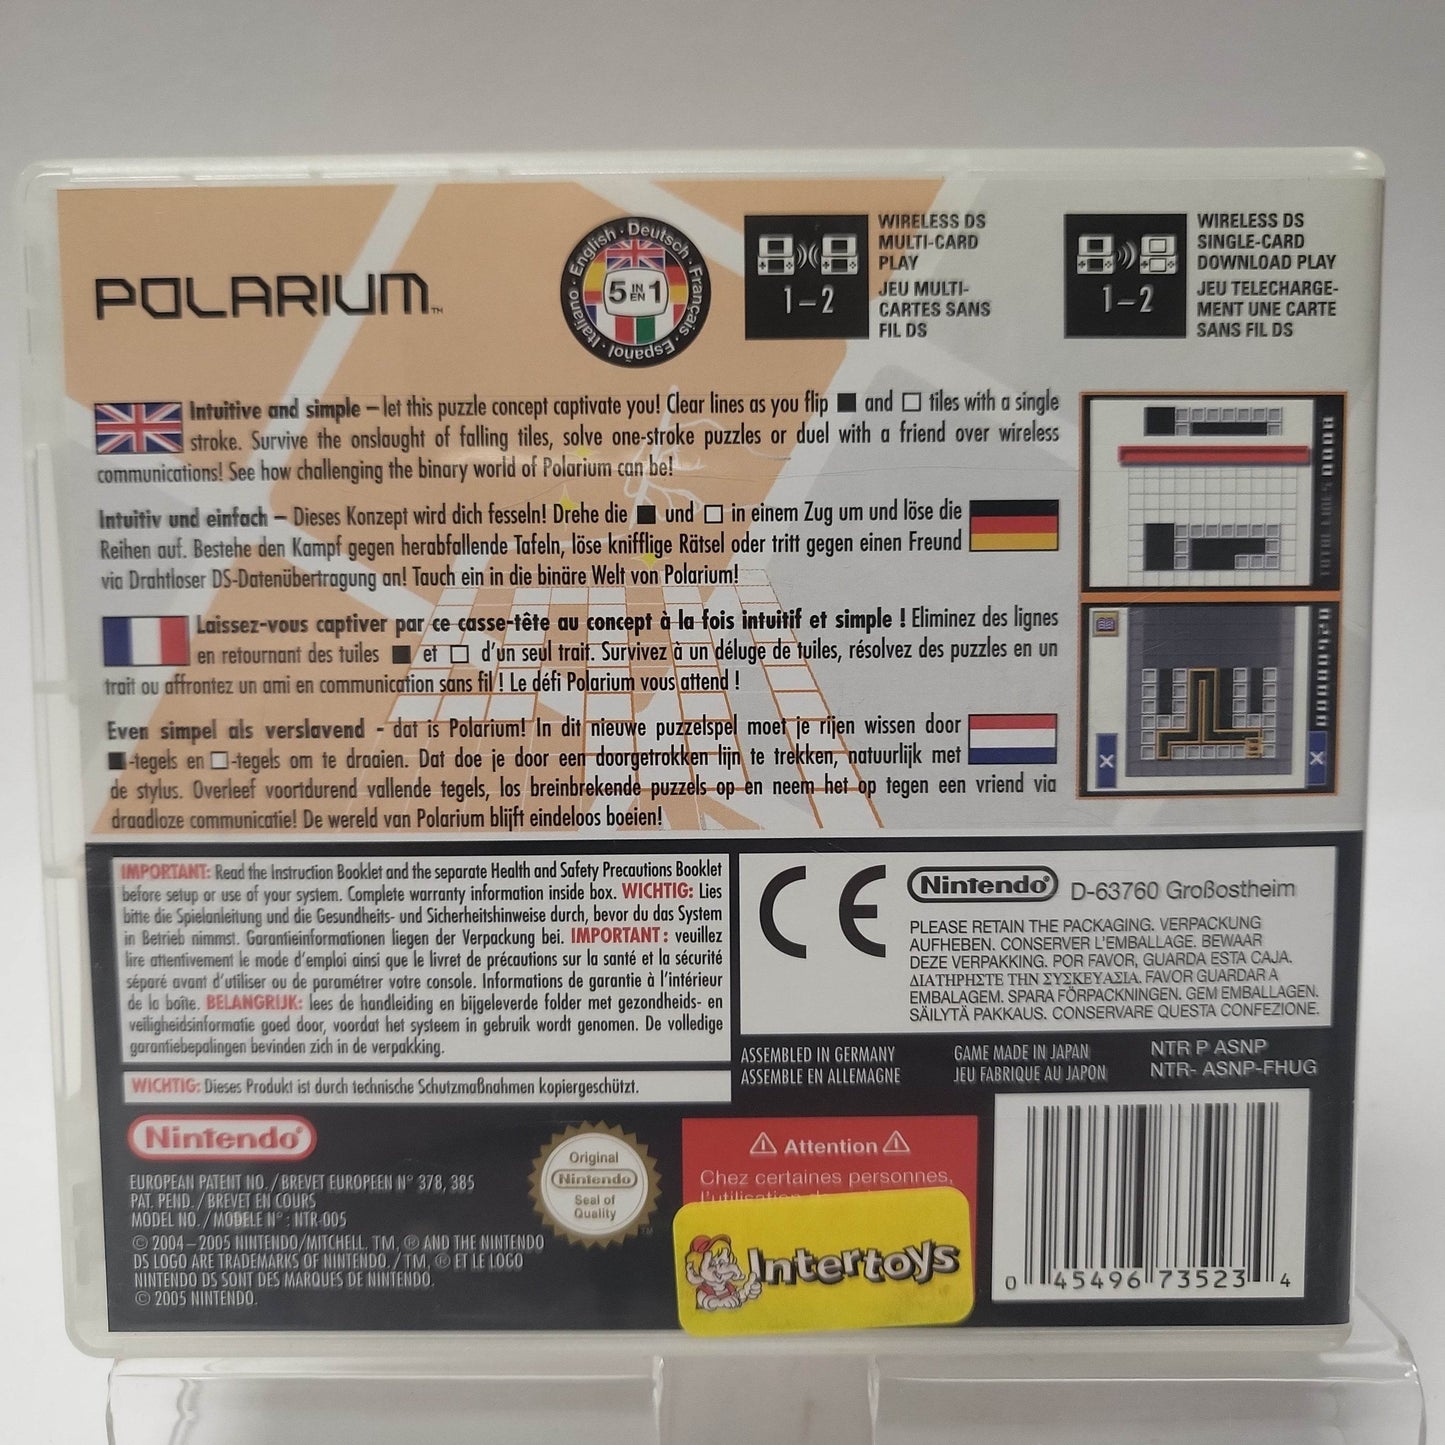 POLARIUM™
English · Deutsch · Français · Español · Italiano
5 IN EN 1
WIRELESS DS
MULTI-CARD
PLAY
JEU MULTI-
CARTES SANS
FIL DS
1-2
WIRELESS DS
SINGLE-CARD
DOWNLOAD PLAY
JEU TELECHARGE-
MENT UNE CARTE
SANS FIL DS
1-2
Intuitive and simple – let this puzzle concept captivate you! Clear lines as you flip ■ and □ tiles with a single
stroke. Survive the onslaught of falling tiles, solve one-stroke puzzles or duel with a friend over wireless
communications! See how challenging the binary world of Polarium can be!
Intuitiv und einfach – Dieses Konzept wird dich fesseln! Drehe die ■ und □ in einem Zug um und löse die
Reihen auf. Bestehe den Kampf gegen herabfallende Tafeln, löse knifflige Rätsel oder tritt gegen einen Freund
via Drahtloser DS-Datenübertragung an! Tauch ein in die binäre Welt von Polarium!
Laissez-vous captiver par ce casse-tête au concept à la fois intuitif et simple ! Eliminez des lignes
en retournant des tuiles ■ et □ d'un seul trait. Survivez à un déluge de tuiles, résolvez des puzzles en un
trait ou affrontez un ami en communication sans fil ! Le défi Polarium vous attend !
Even simpel als verslavend - dat is Polarium! In dit nieuwe puzzelspel moet je rijen wissen door
■-tegels en □-tegels om te draaien. Dat doe je door een doorgetrokken lijn te trekken, natuurlijk met
de stylus. Overleef voortdurend vallende tegels, los breinbrekende puzzels op en neem het op tegen een vriend via
draadloze communicatie! De wereld van Polarium blijft eindeloos boeien!
IMPORTANT: Read the Instruction Booklet and the separate Health and Safety Precautions Booklet
before setup or use of your system. Complete warranty information inside box. WICHTIG: Lies
bitte die Spielanleitung und die Gesundheits- und Sicherheitshinweise durch, bevor du das System
in Betrieb nimmst. Garantieinformationen liegen der Verpackung bei. IMPORTANT : veuillez
lire attentivement le mode d'emploi ainsi que le livret de précautions sur la santé et la sécurité
séparé avant d'utiliser ou de paramétrer votre console. Informations de garantie à l'intérieur
de la boîte. BELANGRIJK: lees de handleiding en bijgeleverde folder met gezondheids- en
veiligheidsinformatie goed door, voordat het systeem in gebruik wordt genomen. De volledige
garantiebepalingen bevinden zich in de verpakking.
WICHTIG: Dieses Produkt ist durch technische Schutzmaßnahmen kopiergeschützt.
CE
Nintendo® D-63760 Großostheim
PLEASE RETAIN THE PACKAGING. VERPACKUNG
AUFHEBEN. CONSERVER L'EMBALLAGE. BEWAAR
DEZE VERPAKKING. POR FAVOR, GUARDA ESTA CAJA.
ΔΙΑΤΗΡΗΣΤΕ ΤΗΝ ΣΥΣΚΕΥΑΣΙΑ. FAVOR GUARDAR A
EMBALAGEM. SPARA FÖRPACKNINGEN. GEM EMBALLAGEN.
SÄILYTÄ PAKKAUS. CONSERVARE QUESTA CONFEZIONE.
ASSEMBLED IN GERMANY
ASSEMBLE EN ALLEMAGNE
GAME MADE IN JAPAN
JEU FABRIQUE AU JAPON
NTR P ASNP
NTR- ASNP-FHUG
Nintendo®
EUROPEAN PATENT NO. / BREVET EUROPEEN N° 378, 385
PAT. PEND. / BREVET EN COURS
MODEL NO. / MODELE N° : NTR-005
© 2004–2005 NINTENDO/MITCHELL. TM, ® AND THE NINTENDO
DS LOGO ARE TRADEMARKS OF NINTENDO. / TM, ® ET LE LOGO
NINTENDO DS SONT DES MARQUES DE NINTENDO.
© 2005 NINTENDO.
Original
Nintendo
Seal of
Quality
TM
⚠ Attention ⚠
Chez certaines personnes,
l'utilisation
Intertoys
0 45496 73523 4